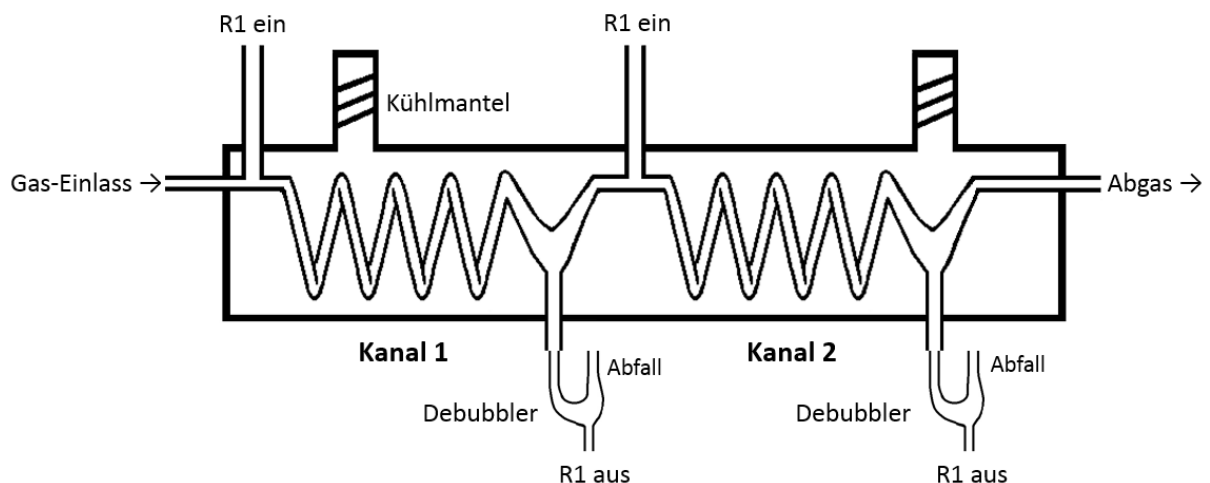 R1 ein
R1 ein
Kühlmantel
Gas-Einlass →
Abgas →
Kanal 1
Kanal 2
Abfall
Abfall
Debubbler
Debubbler
R1 aus
R1 aus